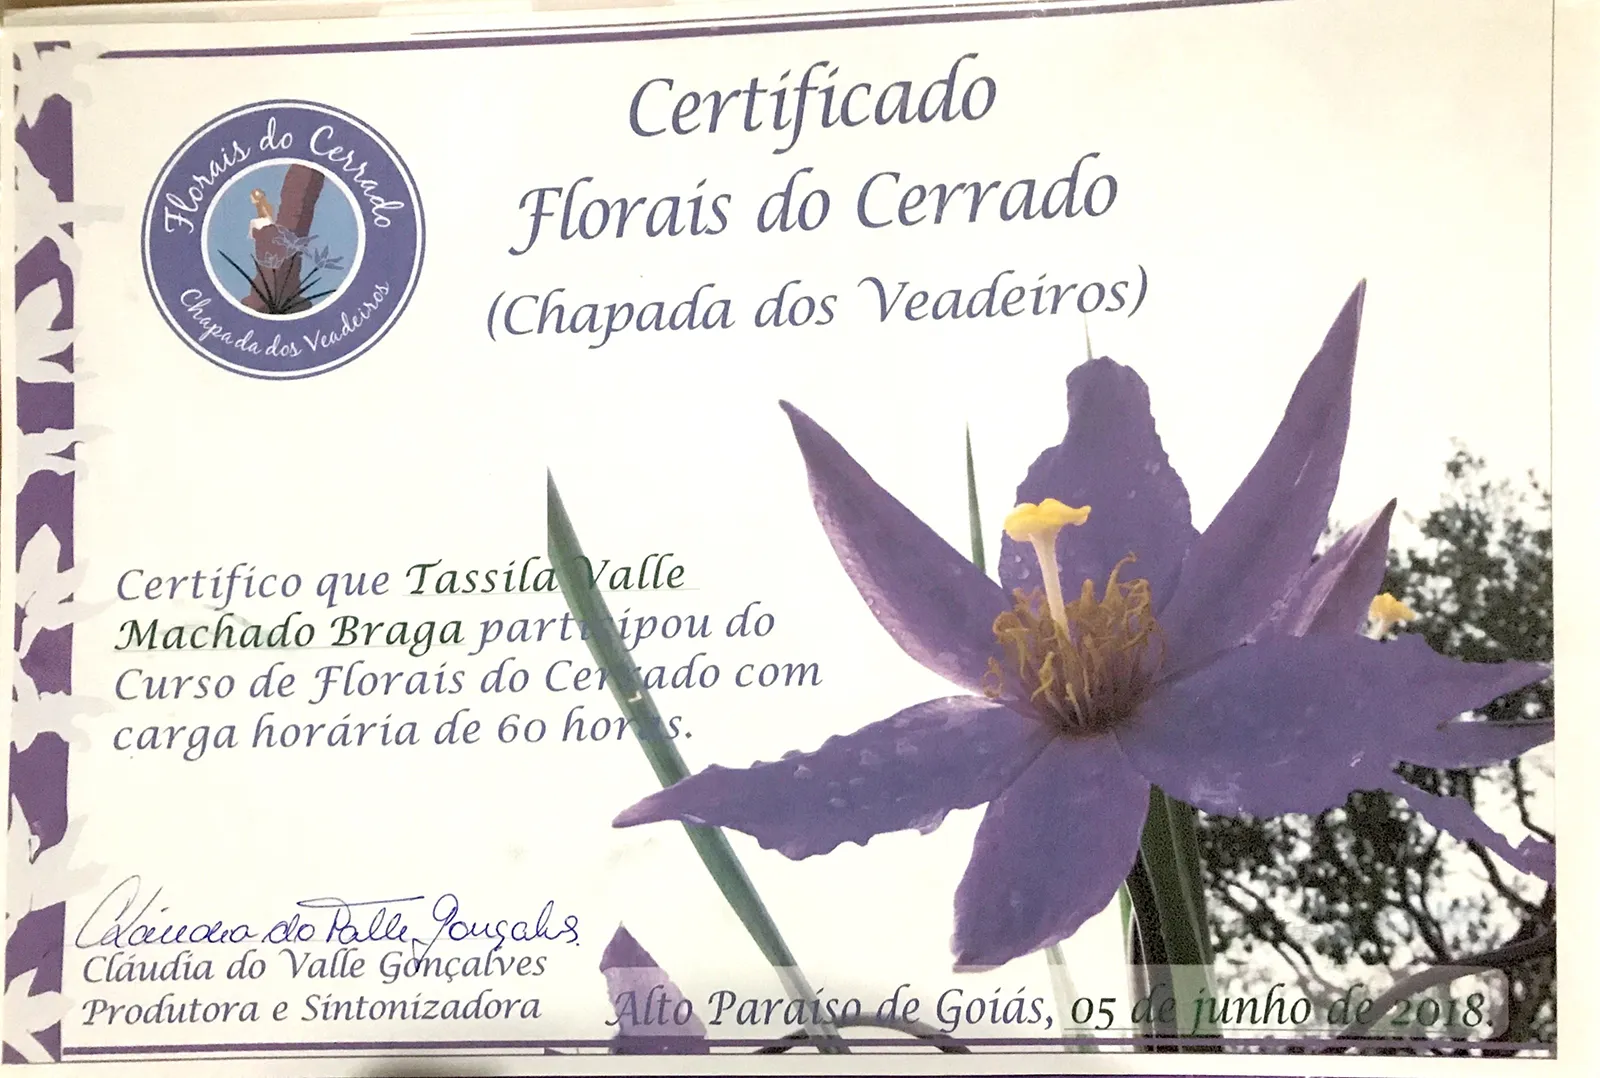 Certificado
Florais do Cerrado
(Chapada dos Veadeiros)
Florais do Cerrado
Chapada dos Veadeiros
Certifico que Tassila Valle
Machado Braga participou do
Curso de Florais do Cerrado com
carga horária de 60 horas.
Cláudia do Valle Gonçalves
Cláudia do Valle Gonçalves
Produtora e Sintonizadora
Alto Paraíso de Goiás, 05 de junho de 2018.